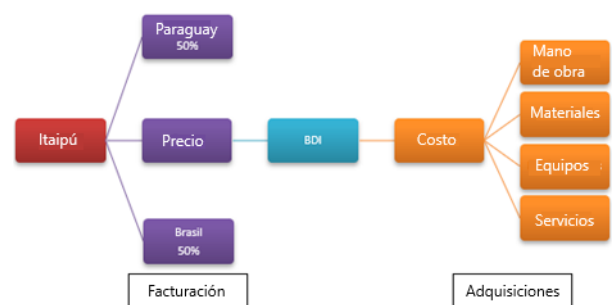 Paraguay
50%
Itaipú
Precio
BDI
Costo
Brasil
50%
Mano
de obra
Materiales
Equipos
Servicios
Facturación
Adquisiciones